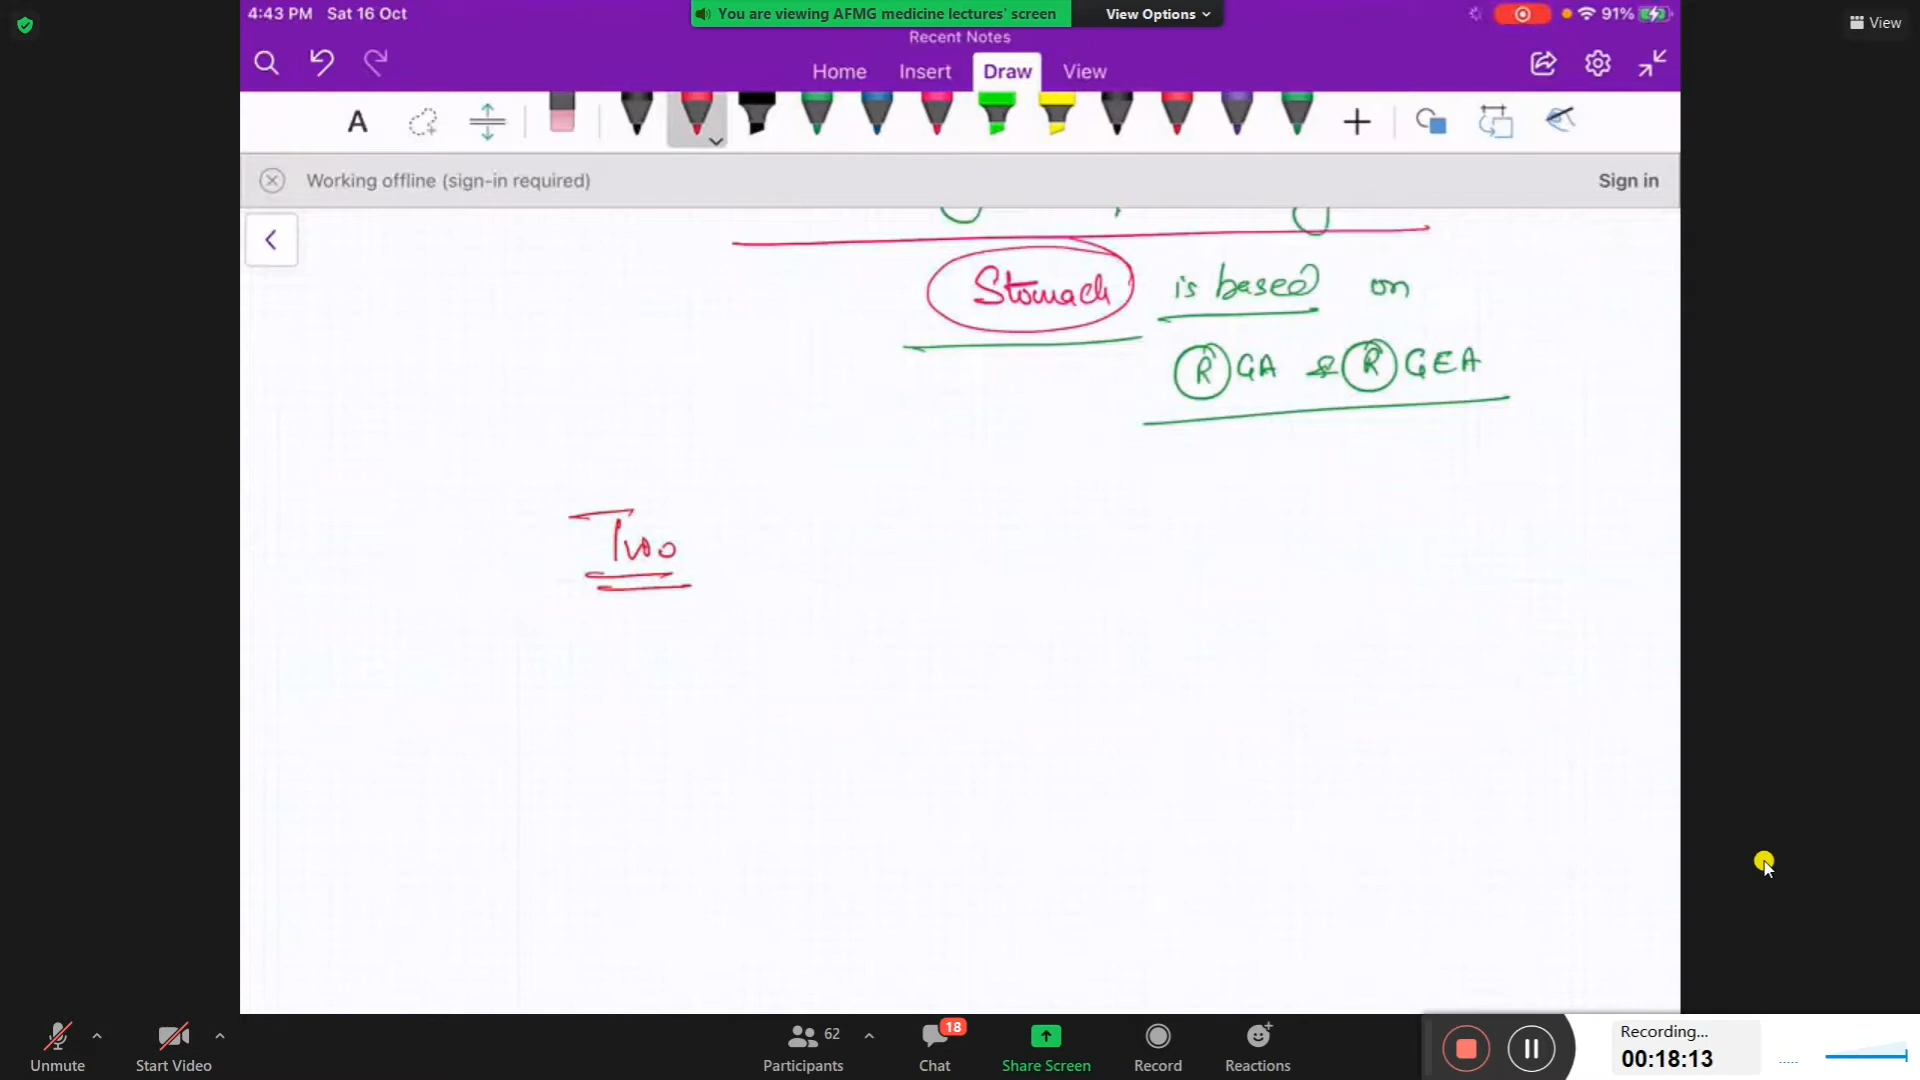 4:43 PM Sat 16 Oct
You are viewing AFMG medicine lectures' screen
View Options
91%
View
Recent Notes
Home Insert Draw View
A
Working offline (sign-in required)
Sign in
Stomach is based on
R GA & R GEA
Two
Unmute
Start Video
62
Participants
18
Chat
Share Screen
Record
Reactions
Recording...
00:18:13